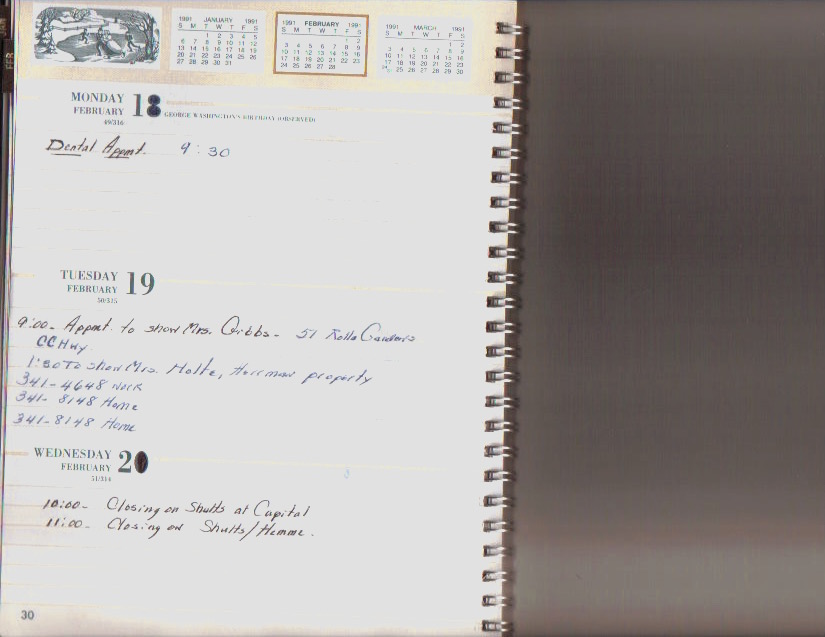 1991 JANUARY 1991
S M T W T F S
1 2 3 4 5
6 7 8 9 10 11 12
13 14 15 16 17 18 19
20 21 22 23 24 25 26
27 28 29 30 31
1991 FEBRUARY 1991
S M T W T F S
1 2
3 4 5 6 7 8 9
10 11 12 13 14 15 16
17 18 19 20 21 22 23
24 25 26 27 28
1991 MARCH 1991
S M T W T F S
1 2
3 4 5 6 7 8 9
10 11 12 13 14 15 16
17 18 19 20 21 22 23
25 26 27 28 29 30
FEB
MONDAY 18
FEBRUARY
49/316
GEORGE WASHINGTON'S BIRTHDAY (OBSERVED)
Dental Appmt. 9:30
TUESDAY 19
FEBRUARY
50/315
9:00- Appmt. to show Mrs. - 51 Rolla Gardens
CC Hwy
1:30 To show Mrs. Holte, Herrman property
341-4648 Work
341-8148 Home
341-8148 Home
WEDNESDAY 20
FEBRUARY
51/314
10:00- Closing on Shults at Capital
11:00- Closing on Shults/Hemme.
30